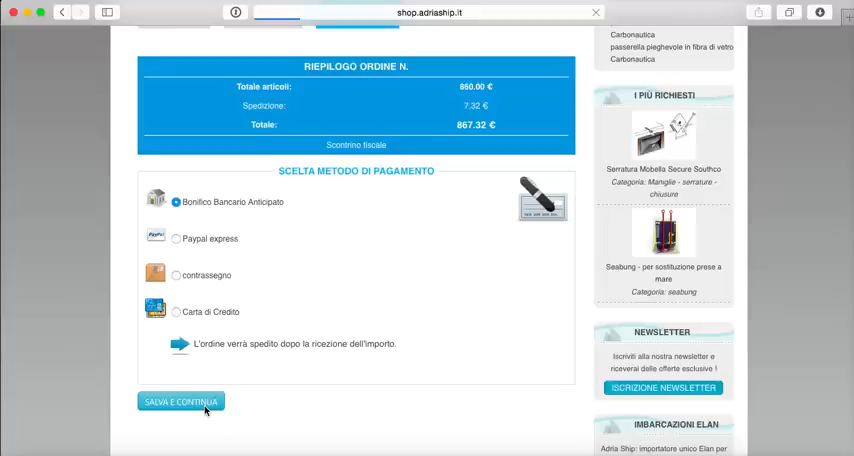 shop.adriaship.it
RIEPILOGO ORDINE N.
Totale articoli: 860.00 €
Spedizione: 7.32 €
Totale: 867.32 €
Scontrino fiscale
SCELTA METODO DI PAGAMENTO
Bonifico Bancario Anticipato
PayPal
Paypal express
contrassegno
Carta di Credito
L'ordine verrà spedito dopo la ricezione dell'importo.
SALVA E CONTINUA
Carbonautica
passerella pieghevole in fibra di vetro
Carbonautica
I PIÙ RICHIESTI
Serratura Mobella Secure Southco
Categoria: Maniglie - serrature -
chiusure
Seabung - per sostituzione prese a
mare
Categoria: seabung
NEWSLETTER
Iscriviti alla nostra newsletter e
riceverai delle offerte esclusive !
ISCRIZIONE NEWSLETTER
IMBARCAZIONI ELAN
Adria Ship: importatore unico Elan per